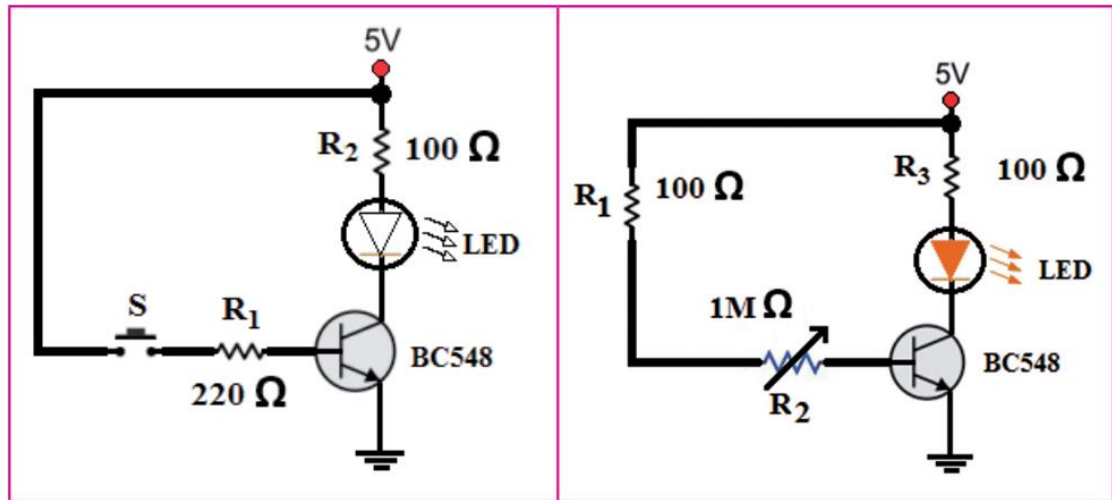 5V
R2 100 Ω
LED
S
R1
BC548
220 Ω
5V
R1 100 Ω
R3 100 Ω
LED
1M Ω
BC548
R2